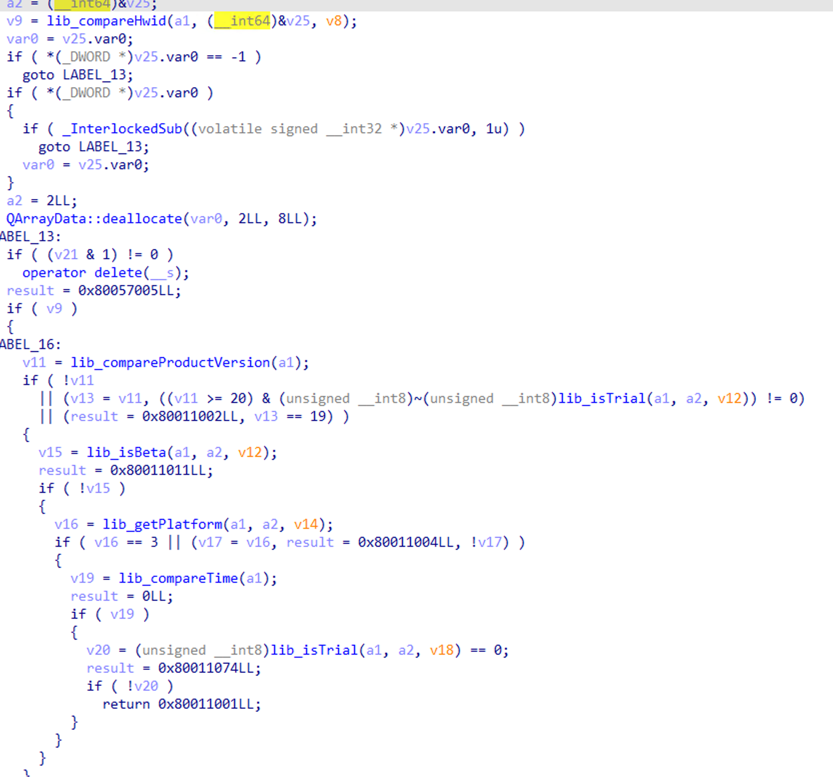 a2 = (__int64)&v25;
v9 = lib_compareHwid(a1, (__int64)&v25, v8);
var0 = v25.var0;
if ( *(_DWORD *)v25.var0 == -1 )
  goto LABEL_13;
if ( *(_DWORD *)v25.var0 )
{
  if ( _InterlockedSub((volatile signed __int32 *)v25.var0, 1u) )
    goto LABEL_13;
  var0 = v25.var0;
}
a2 = 2LL;
QArrayData::deallocate(var0, 2LL, 8LL);
ABEL_13:
if ( (v21 & 1) != 0 )
  operator delete(__s);
result = 0x80057005LL;
if ( v9 )
{
ABEL_16:
  v11 = lib_compareProductVersion(a1);
  if ( !v11
    || (v13 = v11, ((v11 >= 20) & (unsigned __int8)~(unsigned __int8)lib_isTrial(a1, a2, v12)) != 0)
    || (result = 0x80011002LL, v13 == 19) )
  {
    v15 = lib_isBeta(a1, a2, v12);
    result = 0x80011011LL;
    if ( !v15 )
    {
      v16 = lib_getPlatform(a1, a2, v14);
      if ( v16 == 3 || (v17 = v16, result = 0x80011004LL, !v17) )
      {
        v19 = lib_compareTime(a1);
        result = 0LL;
        if ( v19 )
        {
          v20 = (unsigned __int8)lib_isTrial(a1, a2, v18) == 0;
          result = 0x80011074LL;
          if ( !v20 )
            return 0x80011001LL;
        }
      }
    }
  }